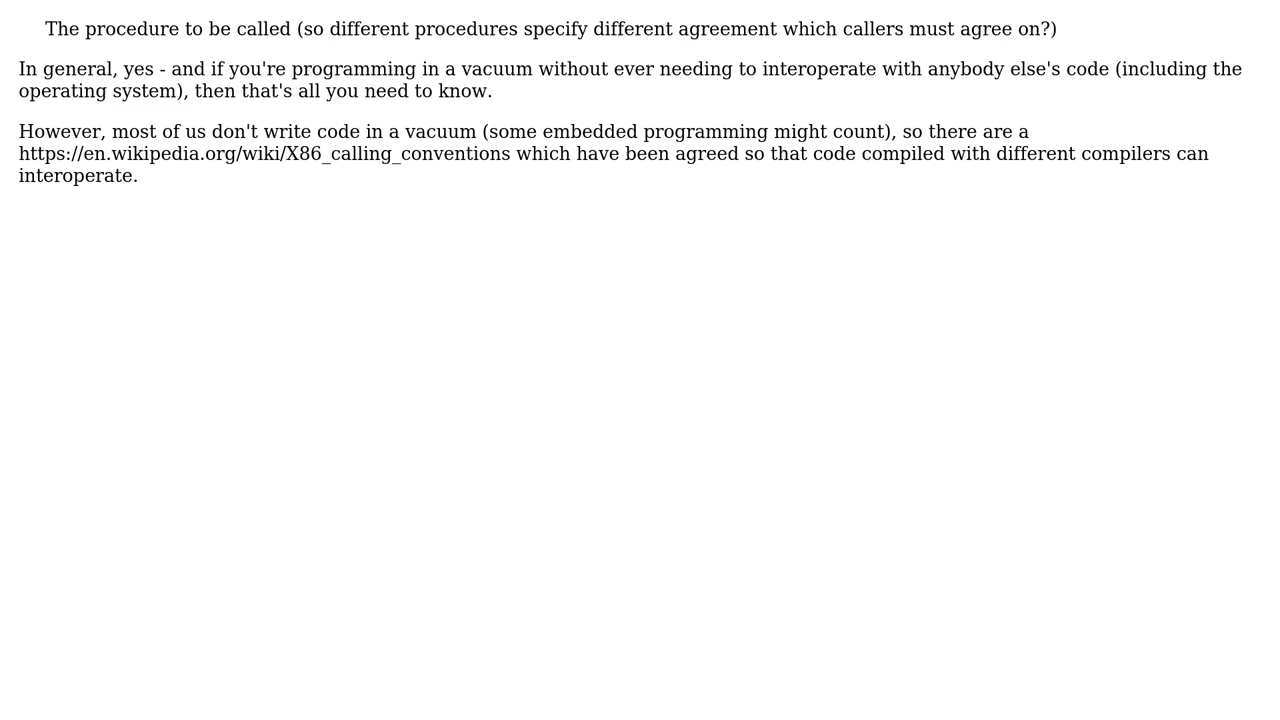 The procedure to be called (so different procedures specify different agreement which callers must agree on?)
In general, yes - and if you're programming in a vacuum without ever needing to interoperate with anybody else's code (including the
operating system), then that's all you need to know.
However, most of us don't write code in a vacuum (some embedded programming might count), so there are a
https://en.wikipedia.org/wiki/X86_calling_conventions which have been agreed so that code compiled with different compilers can
interoperate.